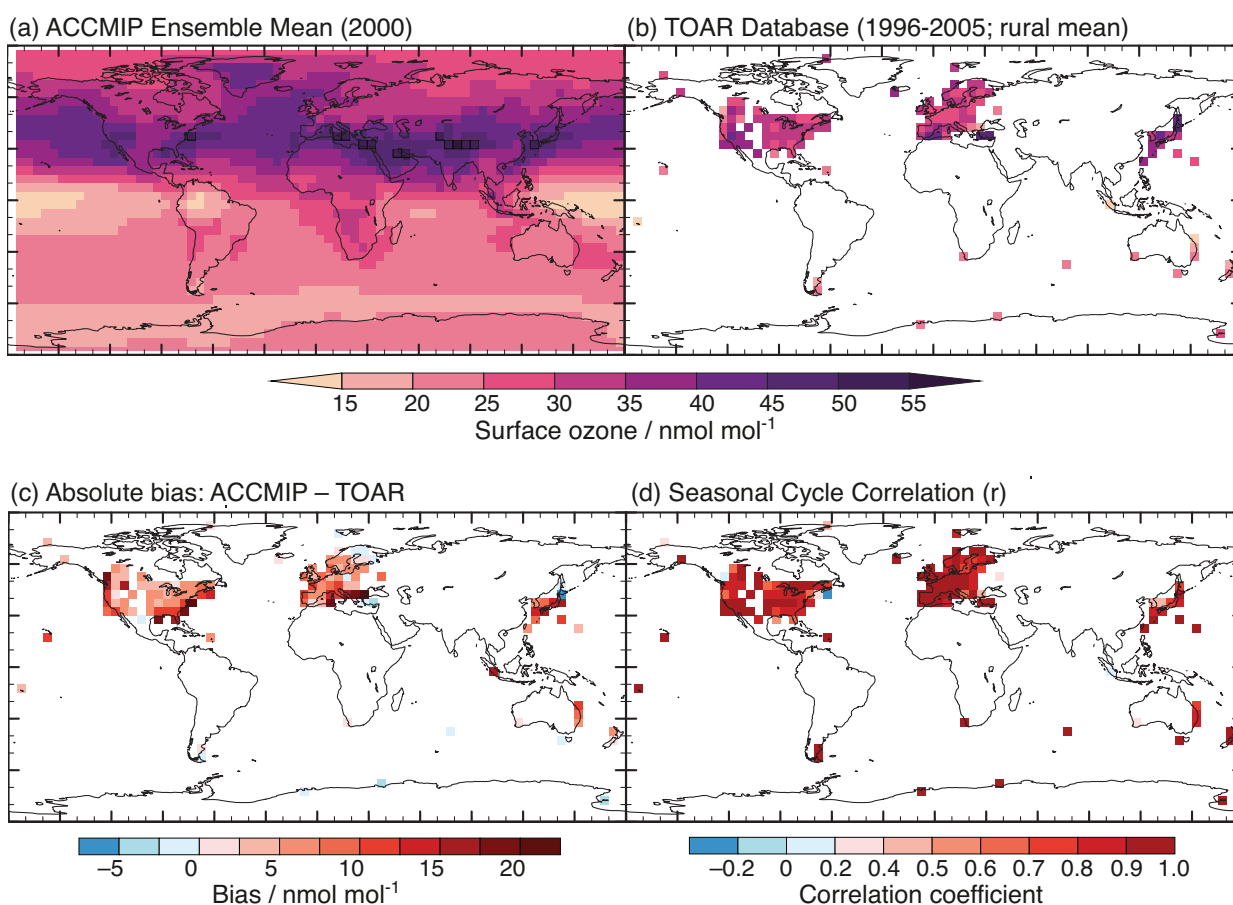 (a) ACCMIP Ensemble Mean (2000)
(b) TOAR Database (1996-2005; rural mean)
15 20 25 30 35 40 45 50 55
Surface ozone / nmol mol⁻¹
(c) Absolute bias: ACCMIP – TOAR
(d) Seasonal Cycle Correlation (r)
–5 0 5 10 15 20
Bias / nmol mol⁻¹
–0.2 0 0.2 0.4 0.5 0.6 0.7 0.8 0.9 1.0
Correlation coefficient